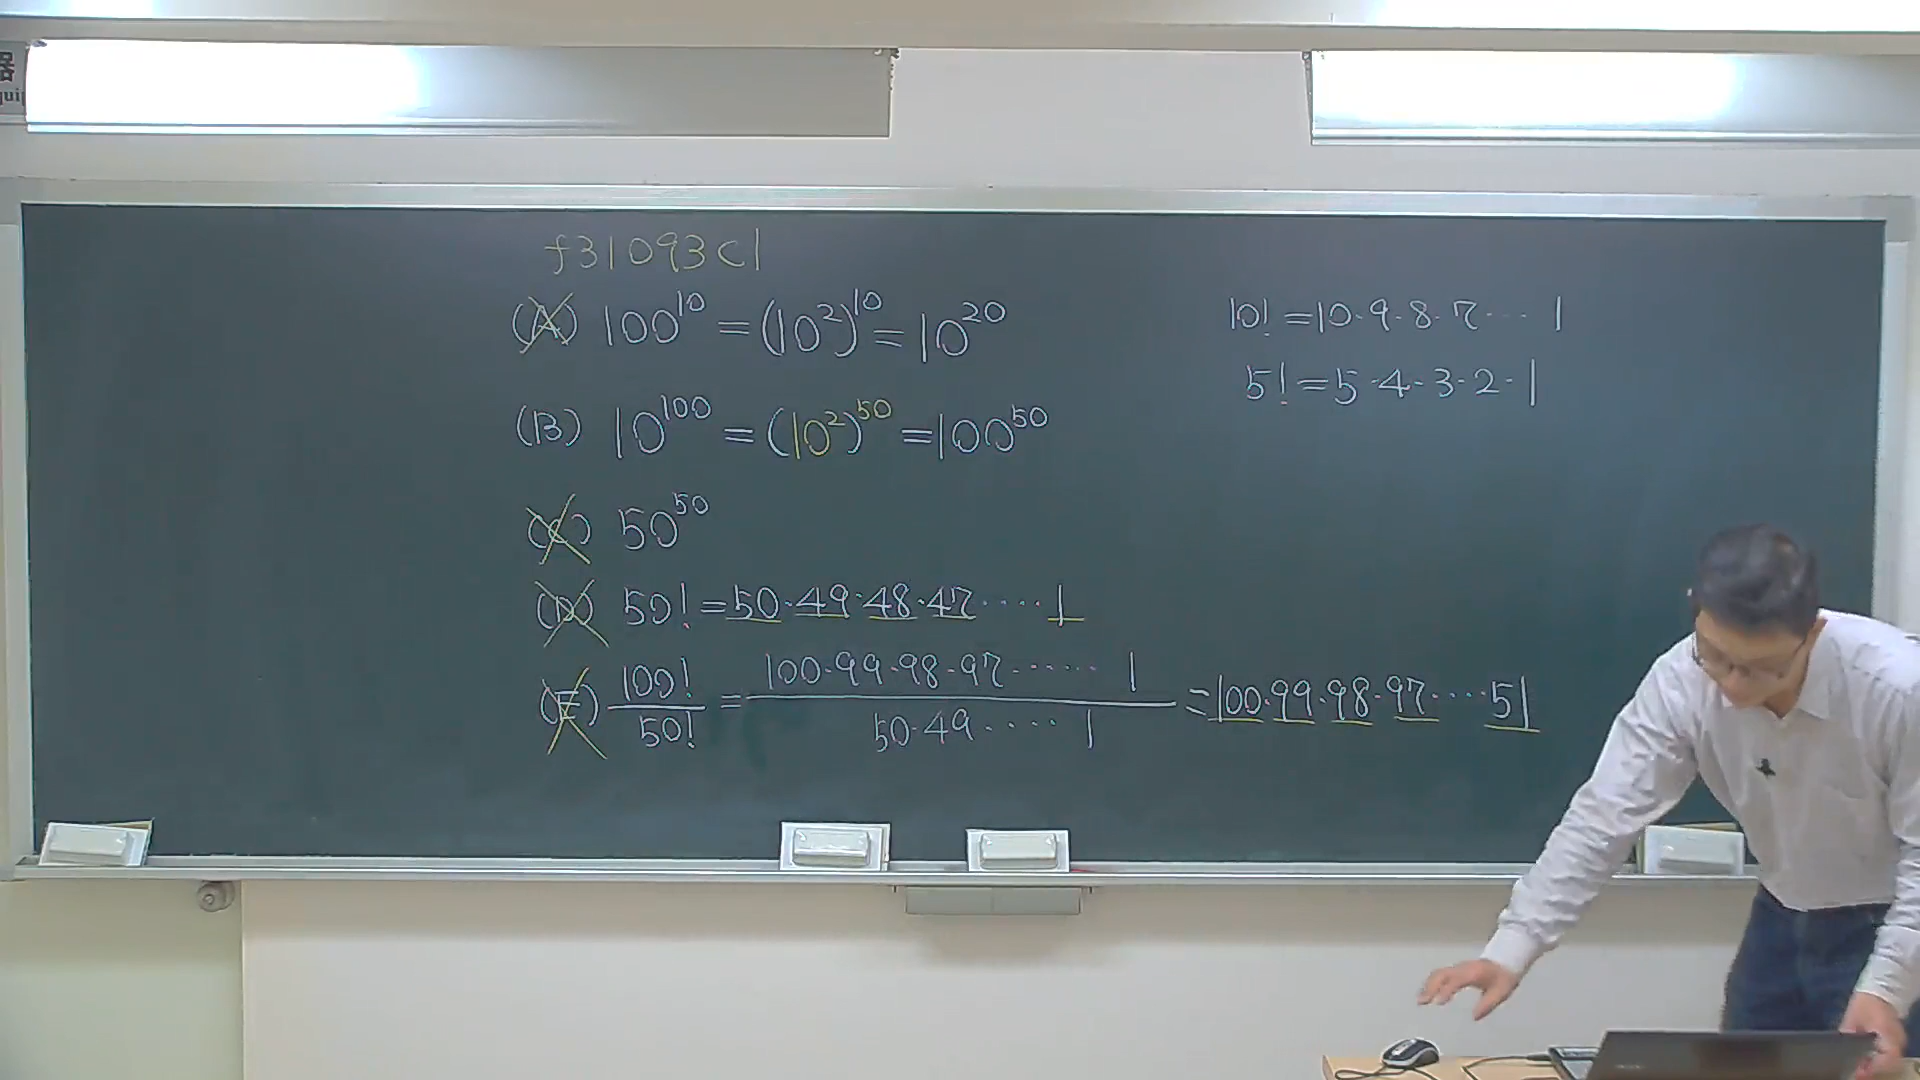 器
quip
f31093c1
(A) 100^10 = (10^2)^10 = 10^20
(B) 10^100 = (10^2)^50 = 100^50
(C) 50^50
(D) 50! = 50·49·48·47····1
(E) 100!/50! = 100·99·98·97······1 / 50·49····1 = 100·99·98·97····51
10! = 10·9·8·7···1
5! = 5·4·3·2·1